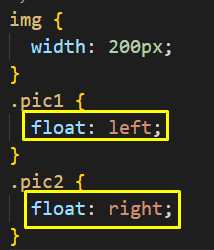 img {
  width: 200px;
}
.pic1 {
  float: left;
}
.pic2 {
  float: right;
}